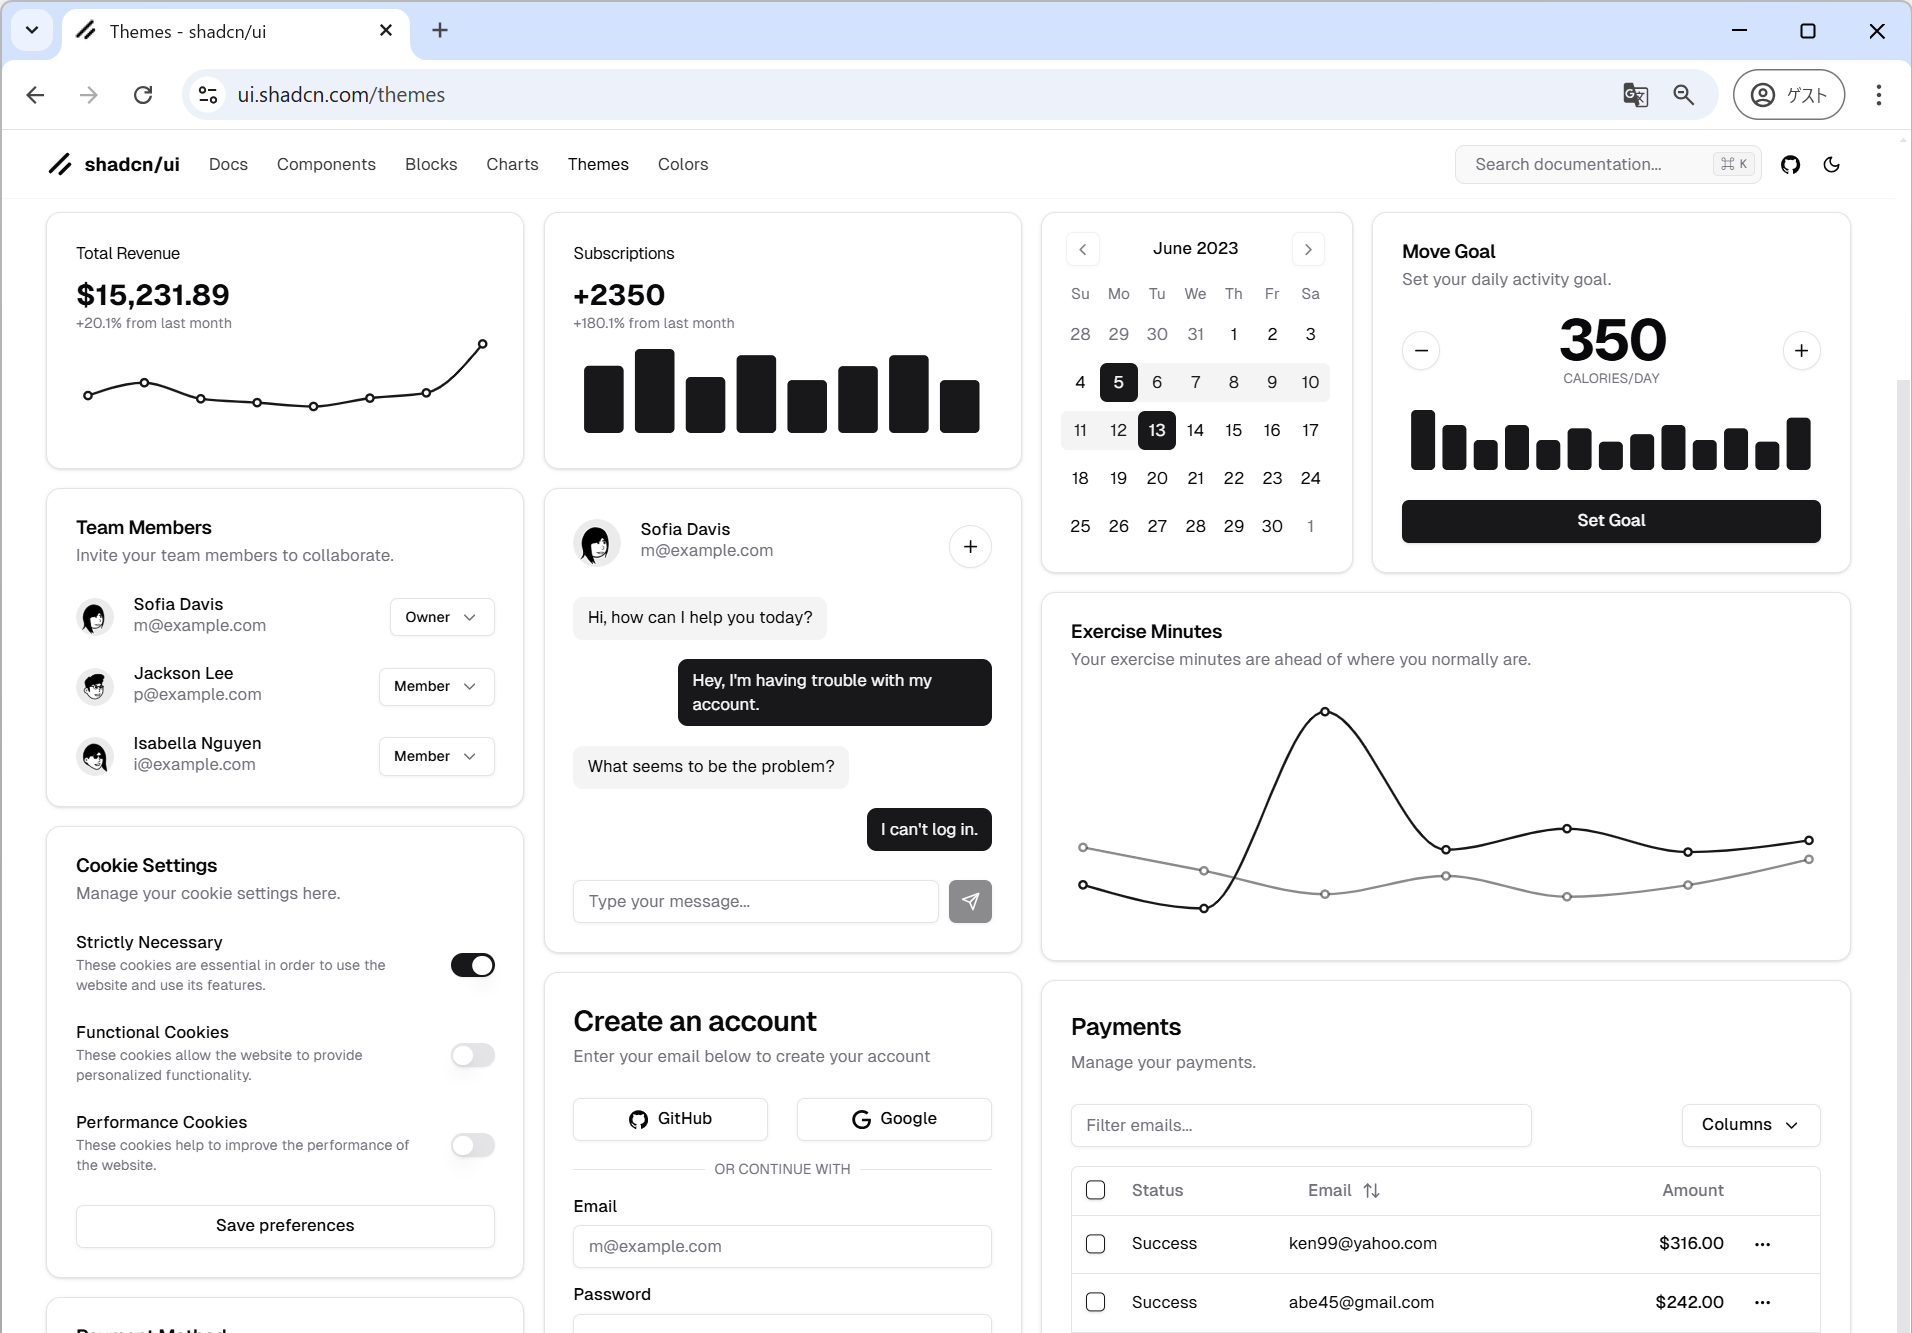 Themes - shadcn/ui
ui.shadcn.com/themes
ゲスト
shadcn/ui
Docs
Components
Blocks
Charts
Themes
Colors
Search documentation...
⌘ K
Total Revenue
$15,231.89
+20.1% from last month
Subscriptions
+2350
+180.1% from last month
June 2023
Su Mo Tu We Th Fr Sa
28 29 30 31 1 2 3
4 5 6 7 8 9 10
11 12 13 14 15 16 17
18 19 20 21 22 23 24
25 26 27 28 29 30 1
Move Goal
Set your daily activity goal.
350
CALORIES/DAY
Set Goal
Team Members
Invite your team members to collaborate.
Sofia Davis
m@example.com
Owner
Jackson Lee
p@example.com
Member
Isabella Nguyen
i@example.com
Member
Sofia Davis
m@example.com
Hi, how can I help you today?
Hey, I'm having trouble with my
account.
What seems to be the problem?
I can't log in.
Type your message...
Exercise Minutes
Your exercise minutes are ahead of where you normally are.
Cookie Settings
Manage your cookie settings here.
Strictly Necessary
These cookies are essential in order to use the
website and use its features.
Functional Cookies
These cookies allow the website to provide
personalized functionality.
Performance Cookies
These cookies help to improve the performance of
the website.
Save preferences
Create an account
Enter your email below to create your account
GitHub
Google
OR CONTINUE WITH
Email
m@example.com
Password
Payments
Manage your payments.
Filter emails...
Columns
Status Email Amount
Success ken99@yahoo.com $316.00
Success abe45@gmail.com $242.00